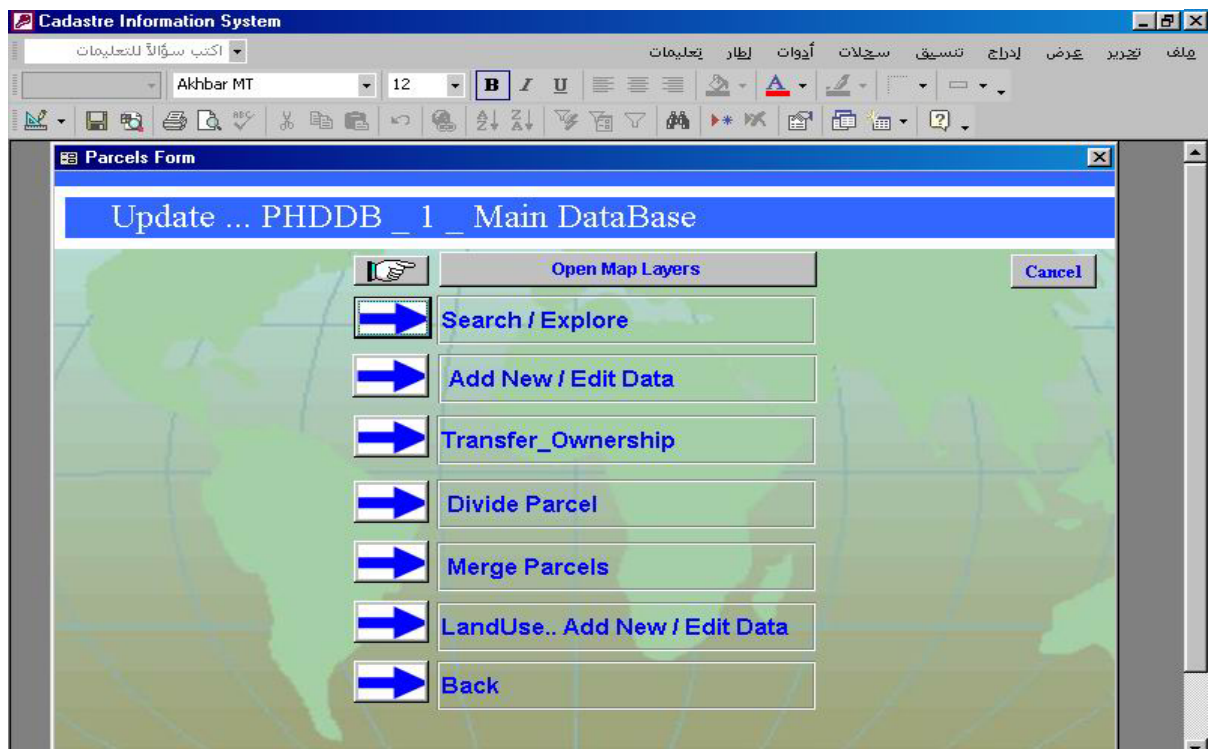 Cadastre Information System
ملف تحرير عرض إدراج تنسيق سجلات أدوات إطار تعليمات اكتب سؤالاً للتعليمات
Akhbar MT 12 B I U A
Parcels Form
Update ... PHDDB _ 1 _ Main DataBase
Open Map Layers
Cancel
Search / Explore
Add New / Edit Data
Transfer_Ownership
Divide Parcel
Merge Parcels
LandUse.. Add New / Edit Data
Back